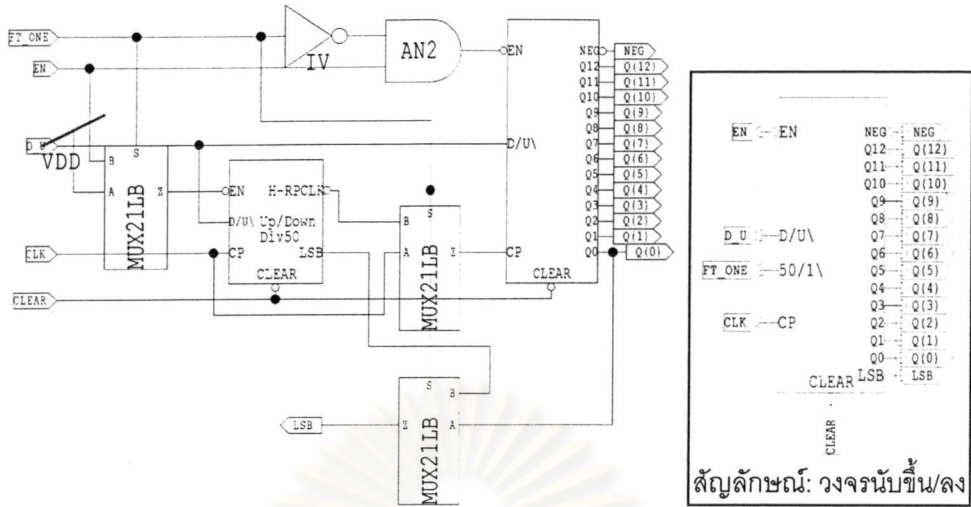 FT_ONE
EN
D_U
VDD
CLK
CLEAR
IV
AN2
S
B
A
Z
MUX21LB
EN
H-RPCLK
D/U\
Up/Down
Div50
CP
LSB
CLEAR
S
B
A
Z
MUX21LB
S
B
Z
A
MUX21LB
LSB
EN
D/U\
CP
CLEAR
NEG NEG
Q12 Q(12)
Q11 Q(11)
Q10 Q(10)
Q9 Q(9)
Q8 Q(8)
Q7 Q(7)
Q6 Q(6)
Q5 Q(5)
Q4 Q(4)
Q3 Q(3)
Q2 Q(2)
Q1 Q(1)
Q0 Q(0)
EN EN
D_U D/U\
FT_ONE 50/1\
CLK CP
NEG NEG
Q12 Q(12)
Q11 Q(11)
Q10 Q(10)
Q9 Q(9)
Q8 Q(8)
Q7 Q(7)
Q6 Q(6)
Q5 Q(5)
Q4 Q(4)
Q3 Q(3)
Q2 Q(2)
Q1 Q(1)
Q0 Q(0)
LSB LSB
CLEAR
CLEAR
สัญลักษณ์: วงจรนับขึ้น/ลง